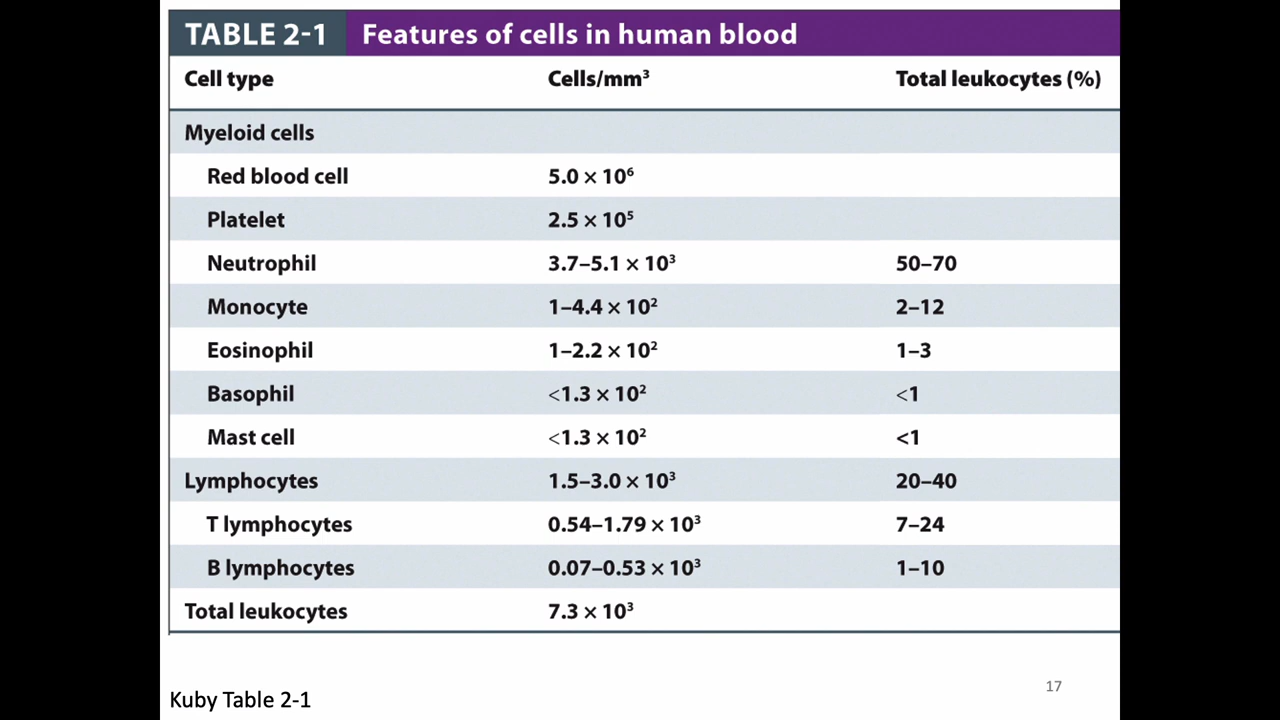 TABLE 2-1 Features of cells in human blood
Cell type Cells/mm³ Total leukocytes (%)
Myeloid cells
Red blood cell 5.0 × 10⁶
Platelet 2.5 × 10⁵
Neutrophil 3.7–5.1 × 10³ 50–70
Monocyte 1–4.4 × 10² 2–12
Eosinophil 1–2.2 × 10² 1–3
Basophil <1.3 × 10² <1
Mast cell <1.3 × 10² <1
Lymphocytes 1.5–3.0 × 10³ 20–40
T lymphocytes 0.54–1.79 × 10³ 7–24
B lymphocytes 0.07–0.53 × 10³ 1–10
Total leukocytes 7.3 × 10³
17
Kuby Table 2-1